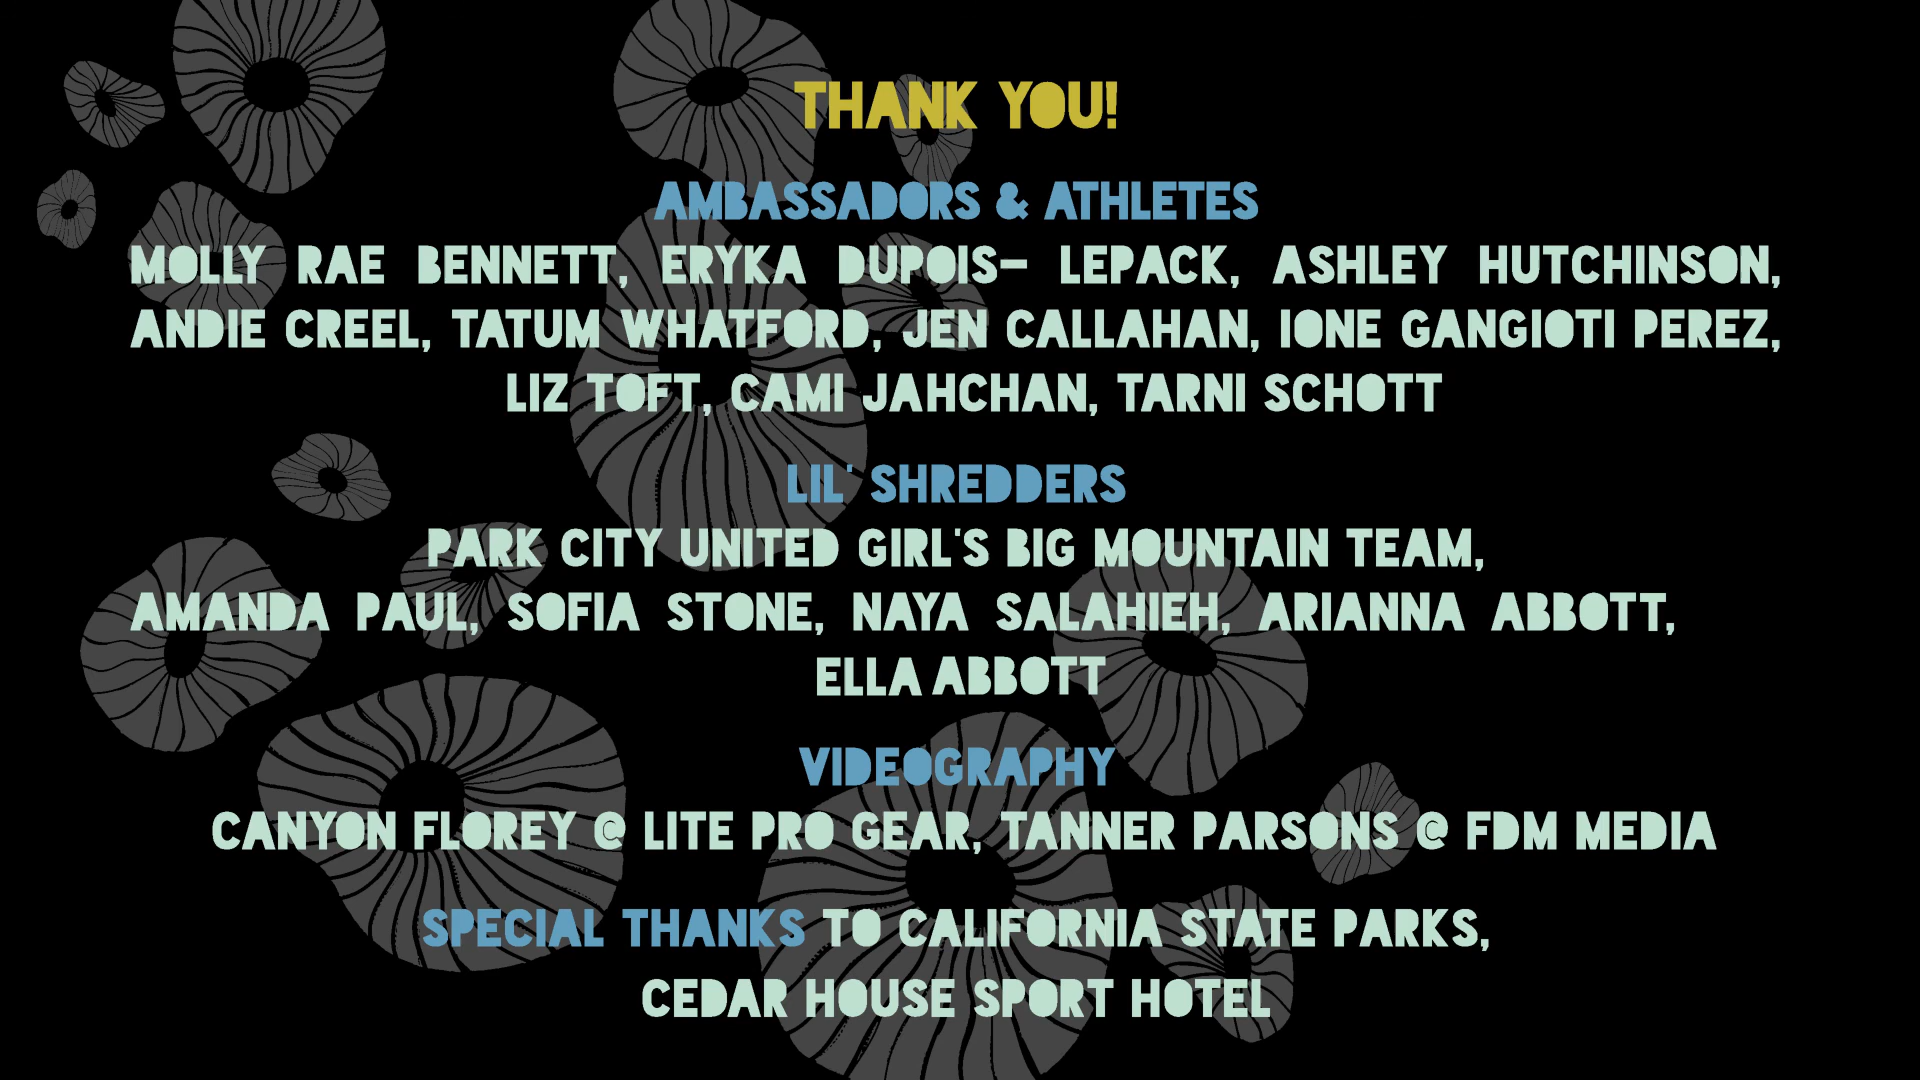 THANK YOU!
AMBASSADORS & ATHLETES
MOLLY RAE BENNETT, ERYKA DUPOIS- LEPACK, ASHLEY HUTCHINSON,
ANDIE CREEL, TATUM WHATFORD, JEN CALLAHAN, IONE GANGIOTI PEREZ,
LIZ TOFT, CAMI JAHCHAN, TARNI SCHOTT
LIL' SHREDDERS
PARK CITY UNITED GIRL'S BIG MOUNTAIN TEAM,
AMANDA PAUL, SOFIA STONE, NAYA SALAHIEH, ARIANNA ABBOTT,
ELLA ABBOTT
VIDEOGRAPHY
CANYON FLOREY @ LITE PRO GEAR, TANNER PARSONS @ FDM MEDIA
SPECIAL THANKS TO CALIFORNIA STATE PARKS,
CEDAR HOUSE SPORT HOTEL